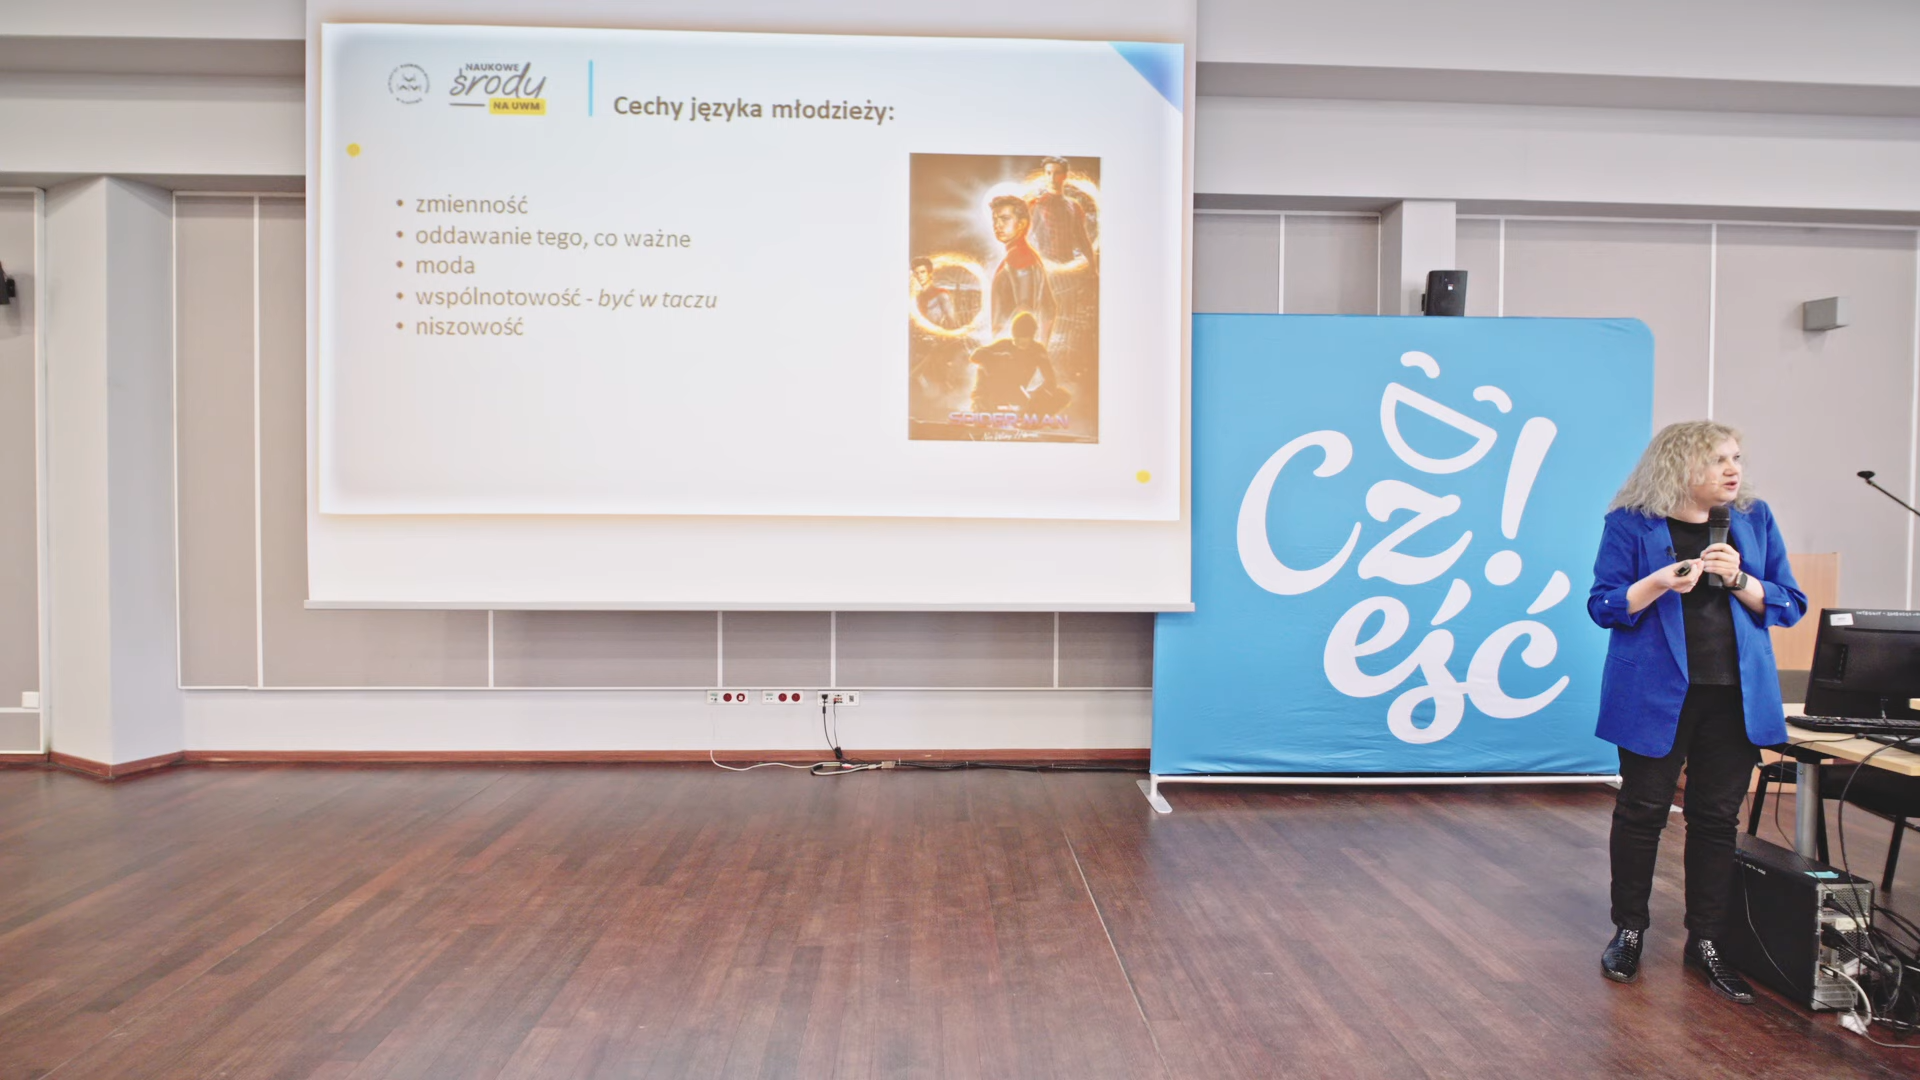 NAUKOWE
środy
NA UWM
Cechy języka młodzieży:
• zmienność
• oddawanie tego, co ważne
• moda
• wspólnotowość - być w taczu
• niszowość
SPIDER-MAN
Cz!
eść